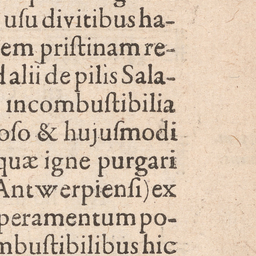 uſu divitibus ha-
em priſtinam re-
alii de pilis Sala-
incombuſtibilia
oſo & hujuſmodi
quæ igne purgari
Antwerpienſi) ex
peramentum po-
mbuſtibilibus hic